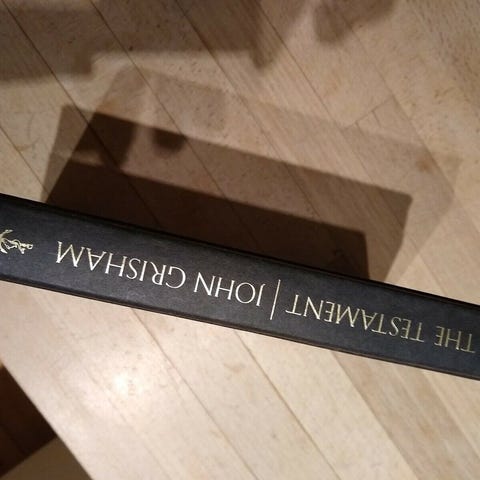 THE TESTAMENT | JOHN GRISHAM